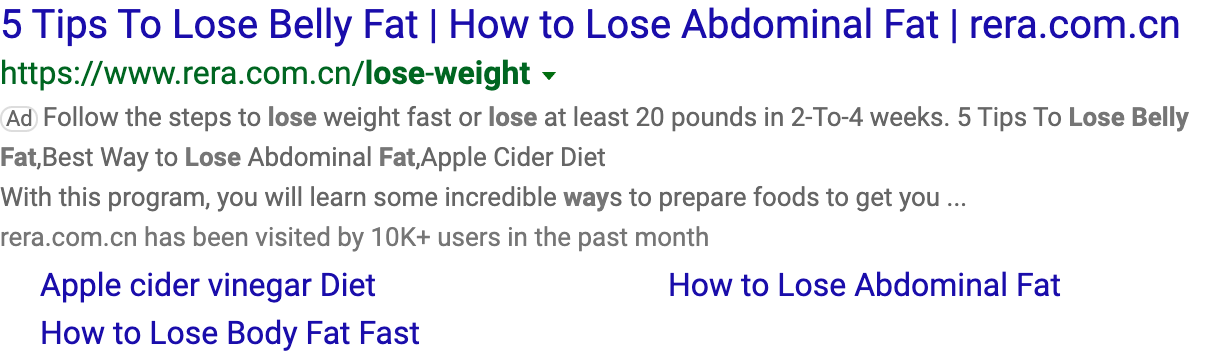 5 Tips To Lose Belly Fat | How to Lose Abdominal Fat | rera.com.cn
https://www.rera.com.cn/lose-weight
Ad Follow the steps to lose weight fast or lose at least 20 pounds in 2-To-4 weeks. 5 Tips To Lose Belly
Fat,Best Way to Lose Abdominal Fat,Apple Cider Diet
With this program, you will learn some incredible ways to prepare foods to get you ...
rera.com.cn has been visited by 10K+ users in the past month
Apple cider vinegar Diet How to Lose Abdominal Fat
How to Lose Body Fat Fast